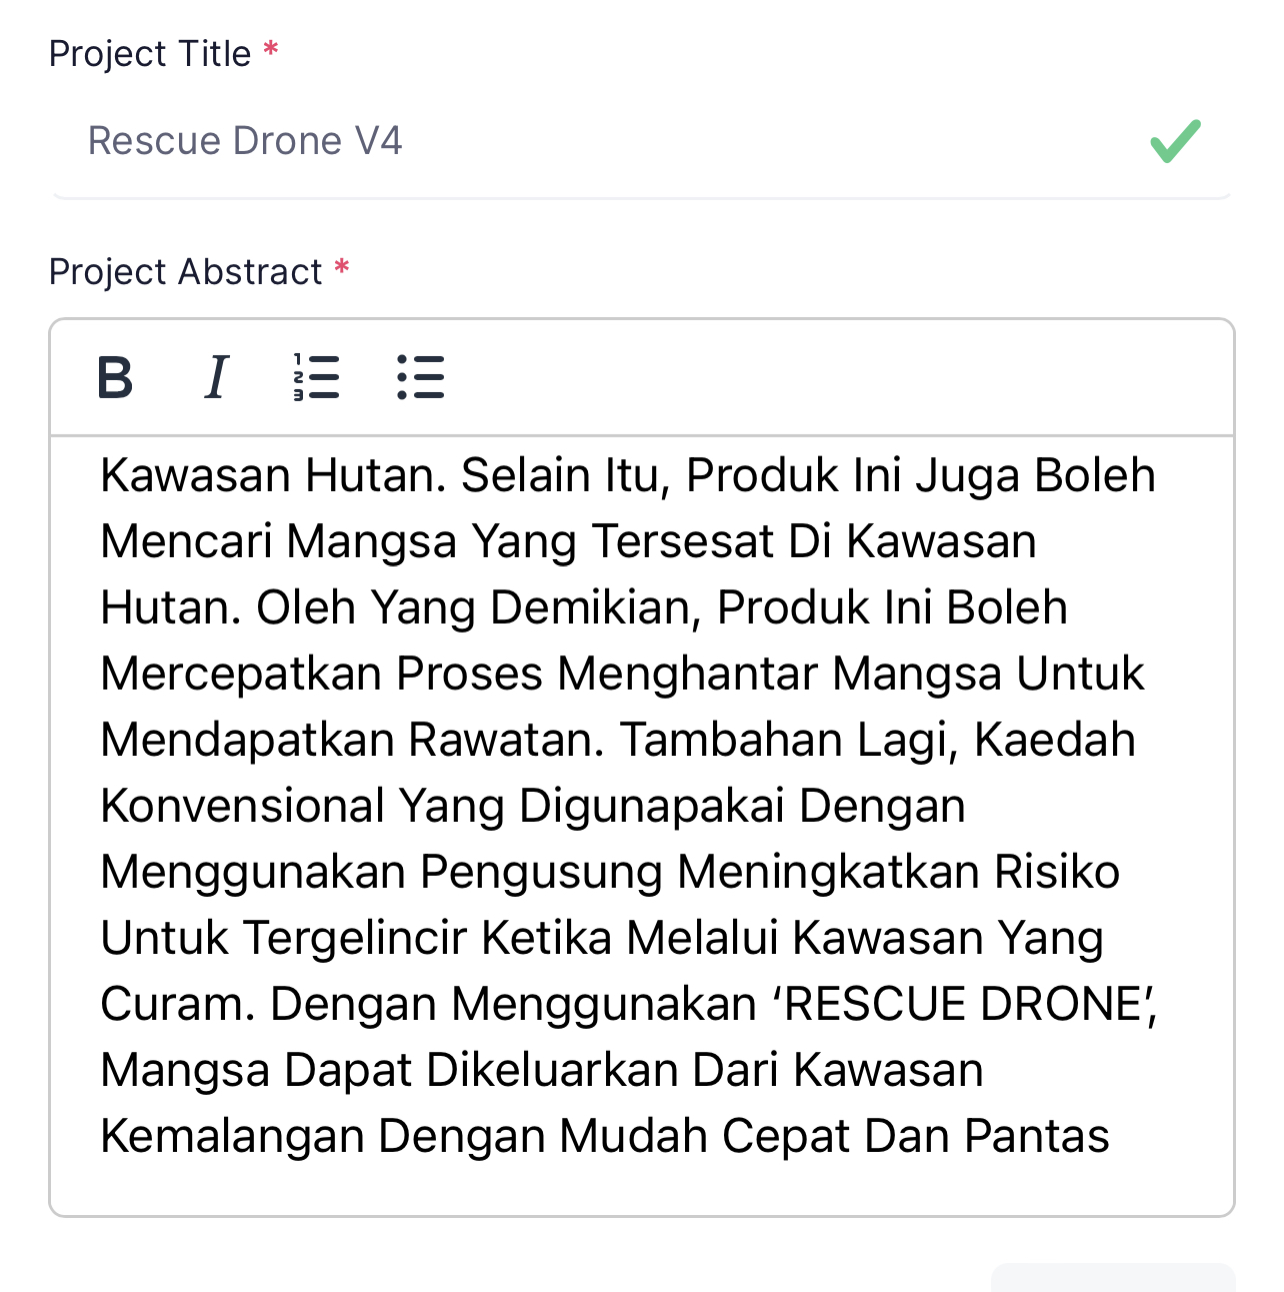 Project Title *
Rescue Drone V4
Project Abstract *
B I
Kawasan Hutan. Selain Itu, Produk Ini Juga Boleh
Mencari Mangsa Yang Tersesat Di Kawasan
Hutan. Oleh Yang Demikian, Produk Ini Boleh
Mercepatkan Proses Menghantar Mangsa Untuk
Mendapatkan Rawatan. Tambahan Lagi, Kaedah
Konvensional Yang Digunapakai Dengan
Menggunakan Pengusung Meningkatkan Risiko
Untuk Tergelincir Ketika Melalui Kawasan Yang
Curam. Dengan Menggunakan ‘RESCUE DRONE’,
Mangsa Dapat Dikeluarkan Dari Kawasan
Kemalangan Dengan Mudah Cepat Dan Pantas